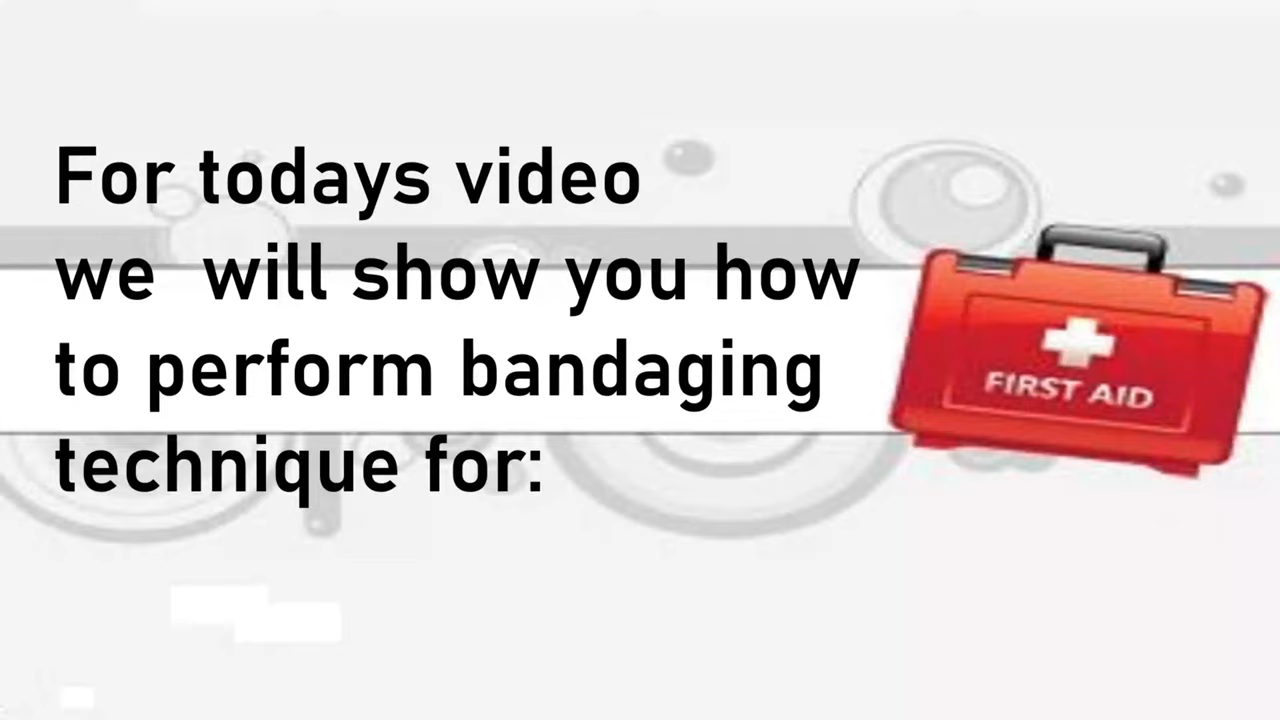 For todays video
we  will show you how
to perform bandaging
technique for:
FIRST AID